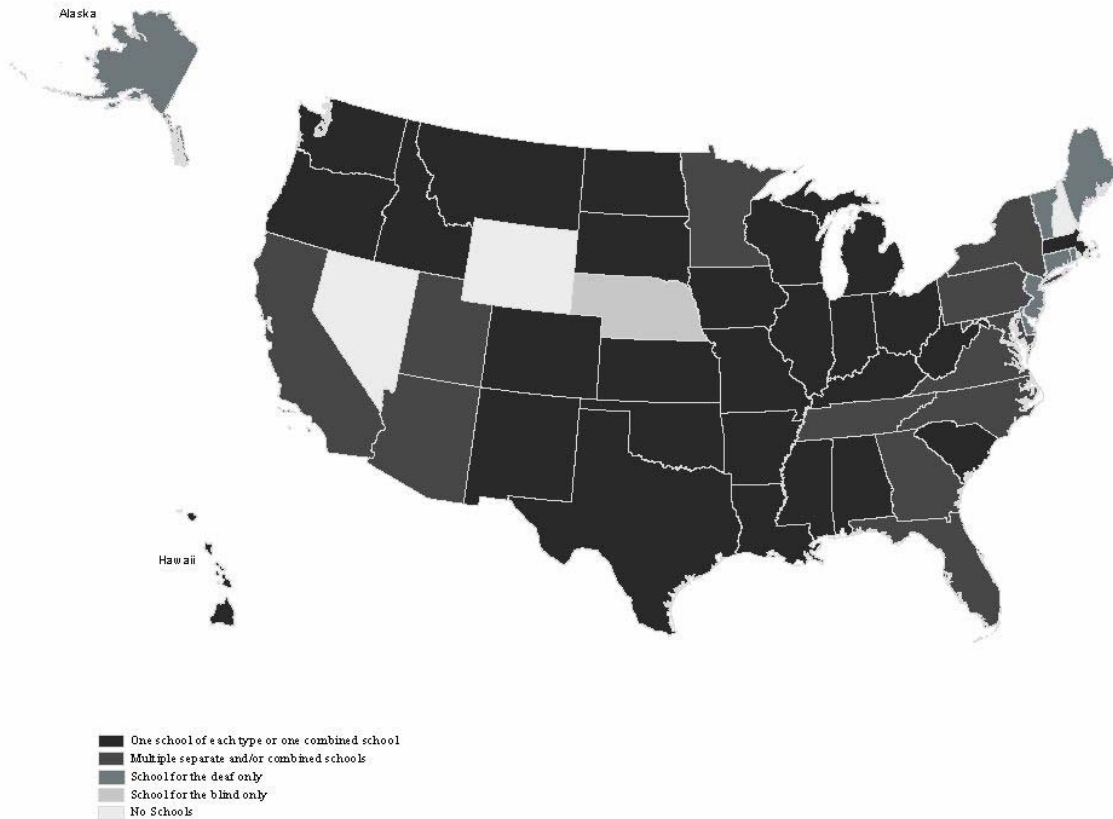 Alaska
Hawaii
One school of each type or one combined school
Multiple separate and/or combined schools
School for the deaf only
School for the blind only
No Schools